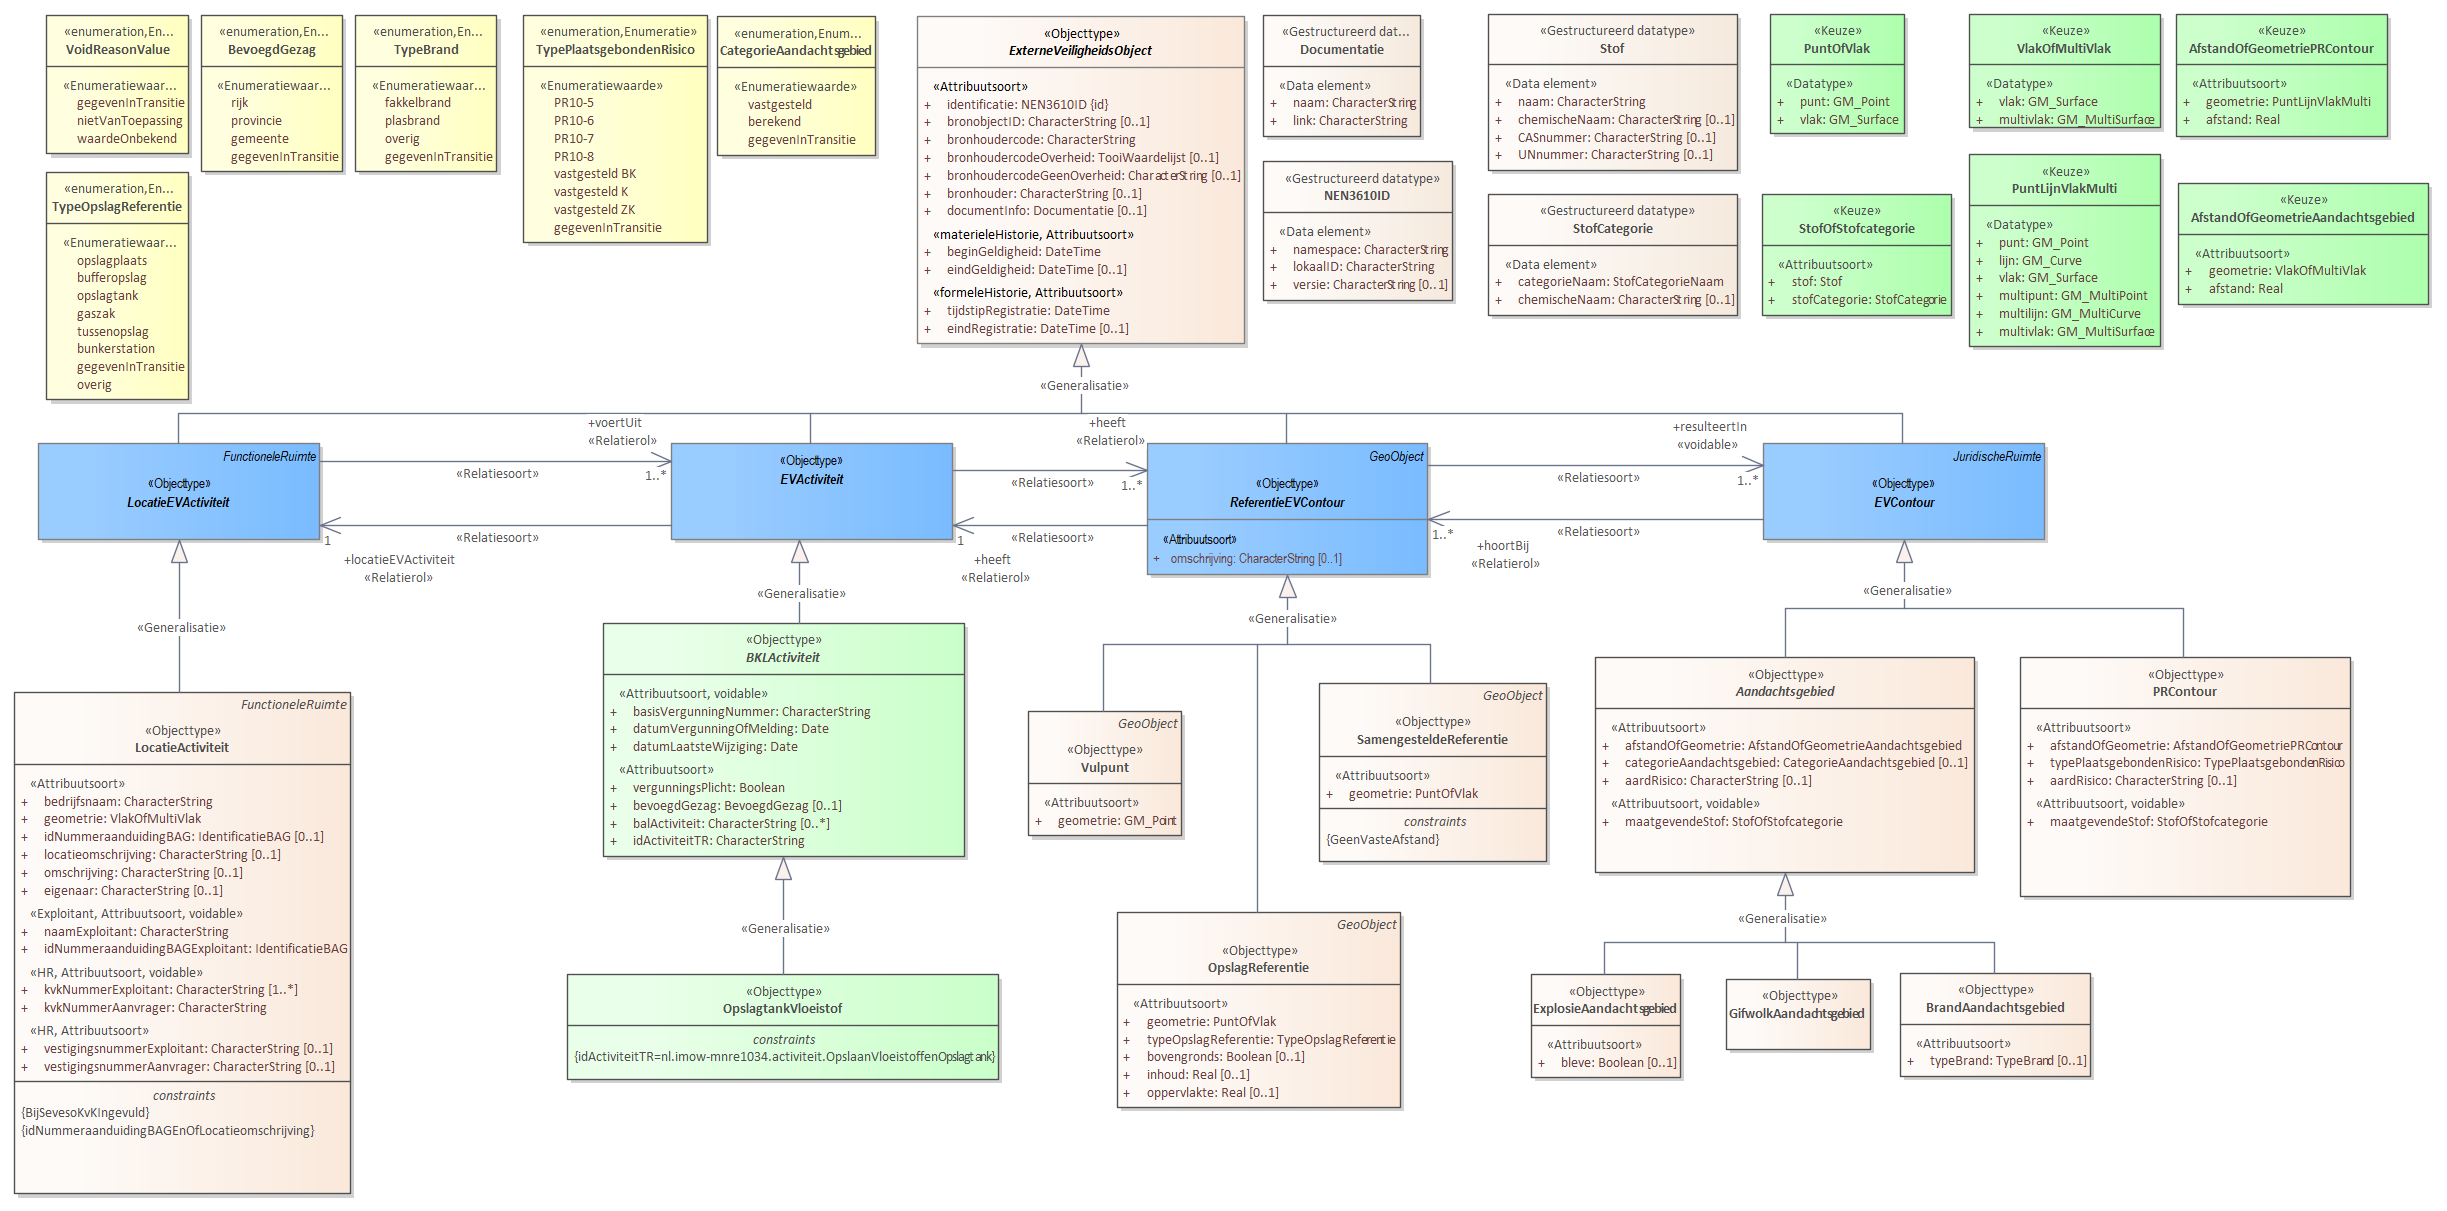 «enumeration,En...
VoidReasonValue
«Enumeratiewaar...
gegevenInTransitie
nietVanToepassing
waardeOnbekend
«enumeration,En...
BevoegdGezag
«Enumeratiewaar...
rijk
provincie
gemeente
gegevenInTransitie
«enumeration,En...
TypeBrand
«Enumeratiewaar...
fakkelbrand
plasbrand
overig
gegevenInTransitie
«enumeration,Enumeratie»
TypePlaatsgebondenRisico
«Enumeratiewaarde»
PR10-5
PR10-6
PR10-7
PR10-8
vastgesteld BK
vastgesteld K
vastgesteld ZK
gegevenInTransitie
«enumeration,Enum...
CategorieAandachtsgebied
«Enumeratiewaarde»
vastgesteld
berekend
gegevenInTransitie
«enumeration,En...
TypeOpslagReferentie
«Enumeratiewaar...
opslagplaats
bufferopslag
opslagtank
gaszak
tussenopslag
bunkerstation
gegevenInTransitie
overig
«Objecttype»
ExterneVeiligheidsObject
«Attribuutsoort»
+ identificatie: NEN3610ID {id}
+ bronobjectID: CharacterString [0..1]
+ bronhoudercode: CharacterString
+ bronhoudercodeOverheid: TooiWaardelijst [0..1]
+ bronhoudercodeGeenOverheid: CharacterString [0..1]
+ bronhouder: CharacterString [0..1]
+ documentInfo: Documentatie [0..1]
«materieleHistorie, Attribuutsoort»
+ beginGeldigheid: DateTime
+ eindGeldigheid: DateTime [0..1]
«formeleHistorie, Attribuutsoort»
+ tijdstipRegistratie: DateTime
+ eindRegistratie: DateTime [0..1]
«Gestructureerd dat...
Documentatie
«Data element»
+ naam: CharacterString
+ link: CharacterString
«Gestructureerd datatype»
NEN3610ID
«Data element»
+ namespace: CharacterString
+ lokaalID: CharacterString
+ versie: CharacterString [0..1]
«Gestructureerd datatype»
Stof
«Data element»
+ naam: CharacterString
+ chemischeNaam: CharacterString [0..1]
+ CASnummer: CharacterString [0..1]
+ UNnummer: CharacterString [0..1]
«Gestructureerd datatype»
StofCategorie
«Data element»
+ categorieNaam: StofCategorieNaam
+ chemischeNaam: CharacterString [0..1]
«Keuze»
PuntOfVlak
«Datatype»
+ punt: GM_Point
+ vlak: GM_Surface
«Keuze»
StofOfStofcategorie
«Attribuutsoort»
+ stof: Stof
+ stofCategorie: StofCategorie
«Keuze»
VlakOfMultiVlak
«Datatype»
+ vlak: GM_Surface
+ multivlak: GM_MultiSurface
«Keuze»
PuntLijnVlakMulti
«Datatype»
+ punt: GM_Point
+ lijn: GM_Curve
+ vlak: GM_Surface
+ multipunt: GM_MultiPoint
+ multilijn: GM_MultiCurve
+ multivlak: GM_MultiSurface
«Keuze»
AfstandOfGeometriePRContour
«Attribuutsoort»
+ geometrie: PuntLijnVlakMulti
+ afstand: Real
«Keuze»
AfstandOfGeometrieAandachtsgebied
«Attribuutsoort»
+ geometrie: VlakOfMultiVlak
+ afstand: Real
«Generalisatie»
FunctioneleRuimte
«Objecttype»
LocatieEVActiviteit
+voertUit
«Relatierol»
«Relatiesoort»
1..*
«Relatiesoort»
1
+locatieEVActiviteit
«Relatierol»
«Objecttype»
EVActiviteit
+heeft
«Relatierol»
«Relatiesoort»
1..*
«Relatiesoort»
1
+heeft
«Relatierol»
GeoObject
«Objecttype»
ReferentieEVContour
«Attribuutsoort»
+ omschrijving: CharacterString [0..1]
+resulteertIn
«voidable»
«Relatiesoort»
1..*
«Relatiesoort»
1..*
+hoortBij
«Relatierol»
JuridischeRuimte
«Objecttype»
EVContour
«Generalisatie»
«Generalisatie»
«Generalisatie»
«Generalisatie»
FunctioneleRuimte
«Objecttype»
LocatieActiviteit
«Attribuutsoort»
+ bedrijfsnaam: CharacterString
+ geometrie: VlakOfMultiVlak
+ idNummeraanduidingBAG: IdentificatieBAG [0..1]
+ locatieomschrijving: CharacterString [0..1]
+ omschrijving: CharacterString [0..1]
+ eigenaar: CharacterString [0..1]
«Exploitant, Attribuutsoort, voidable»
+ naamExploitant: CharacterString
+ idNummeraanduidingBAGExploitant: IdentificatieBAG
«HR, Attribuutsoort, voidable»
+ kvkNummerExploitant: CharacterString [1..*]
+ kvkNummerAanvrager: CharacterString
«HR, Attribuutsoort»
+ vestigingsnummerExploitant: CharacterString [0..1]
+ vestigingsnummerAanvrager: CharacterString [0..1]
constraints
{BijSevesoKvKIngevuld}
{idNummeraanduidingBAGEnOfLocatieomschrijving}
«Objecttype»
BKLActiviteit
«Attribuutsoort, voidable»
+ basisVergunningNummer: CharacterString
+ datumVergunningOfMelding: Date
+ datumLaatsteWijziging: Date
«Attribuutsoort»
+ vergunningsPlicht: Boolean
+ bevoegdGezag: BevoegdGezag [0..1]
+ balActiviteit: CharacterString [0..*]
+ idActiviteitTR: CharacterString
«Generalisatie»
«Objecttype»
OpslagtankVloeistof
constraints
{idActiviteitTR=nl.imow-mnre1034.activiteit.OpslaanVloeistoffenOpslagtank}
GeoObject
«Objecttype»
Vulpunt
«Attribuutsoort»
+ geometrie: GM_Point
GeoObject
«Objecttype»
SamengesteldeReferentie
«Attribuutsoort»
+ geometrie: PuntOfVlak
constraints
{GeenVasteAfstand}
GeoObject
«Objecttype»
OpslagReferentie
«Attribuutsoort»
+ geometrie: PuntOfVlak
+ typeOpslagReferentie: TypeOpslagReferentie
+ bovengronds: Boolean [0..1]
+ inhoud: Real [0..1]
+ oppervlakte: Real [0..1]
«Objecttype»
Aandachtsgebied
«Attribuutsoort»
+ afstandOfGeometrie: AfstandOfGeometrieAandachtsgebied
+ categorieAandachtsgebied: CategorieAandachtsgebied [0..1]
+ aardRisico: CharacterString [0..1]
«Attribuutsoort, voidable»
+ maatgevendeStof: StofOfStofcategorie
«Objecttype»
PRContour
«Attribuutsoort»
+ afstandOfGeometrie: AfstandOfGeometriePRContour
+ typePlaatsgebondenRisico: TypePlaatsgebondenRisico
+ aardRisico: CharacterString [0..1]
«Attribuutsoort, voidable»
+ maatgevendeStof: StofOfStofcategorie
«Generalisatie»
«Objecttype»
ExplosieAandachtsgebied
«Attribuutsoort»
+ bleve: Boolean [0..1]
«Objecttype»
GifwolkAandachtsgebied
«Objecttype»
BrandAandachtsgebied
«Attribuutsoort»
+ typeBrand: TypeBrand [0..1]